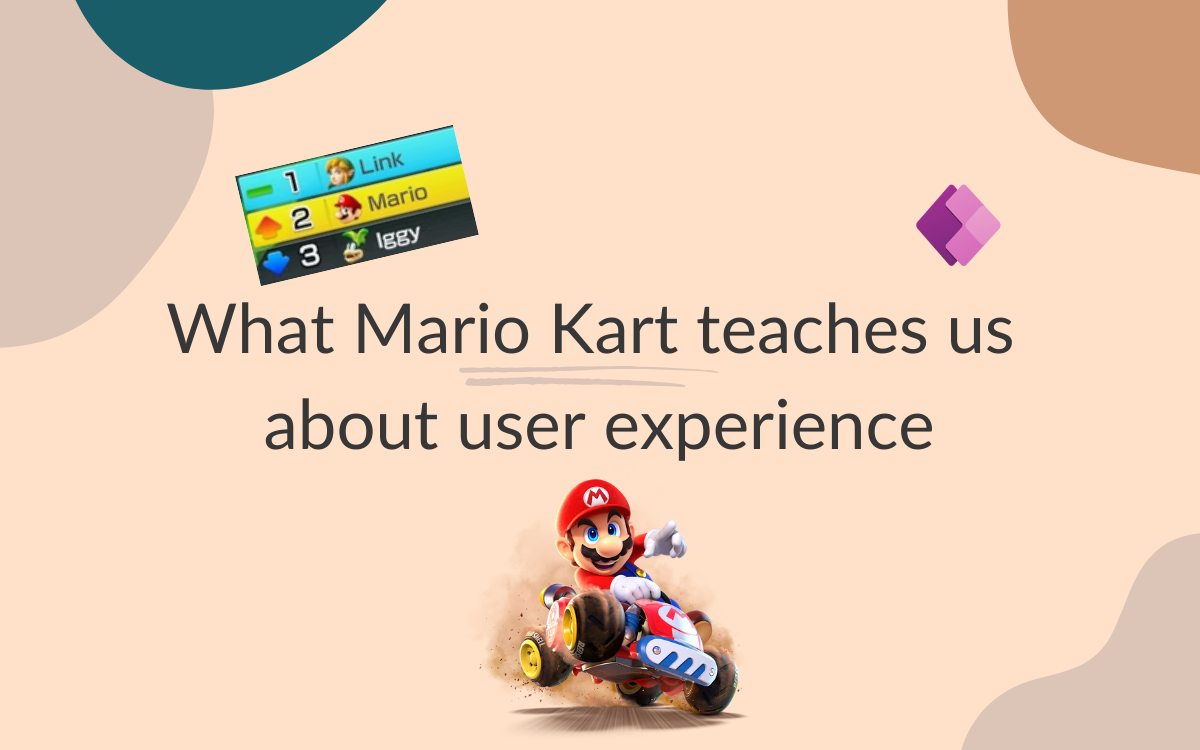 1 Link
2 Mario
3 Iggy
What Mario Kart teaches us
about user experience
M